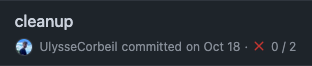 cleanup
UlysseCorbeil committed on Oct 18 · ✕ 0 / 2